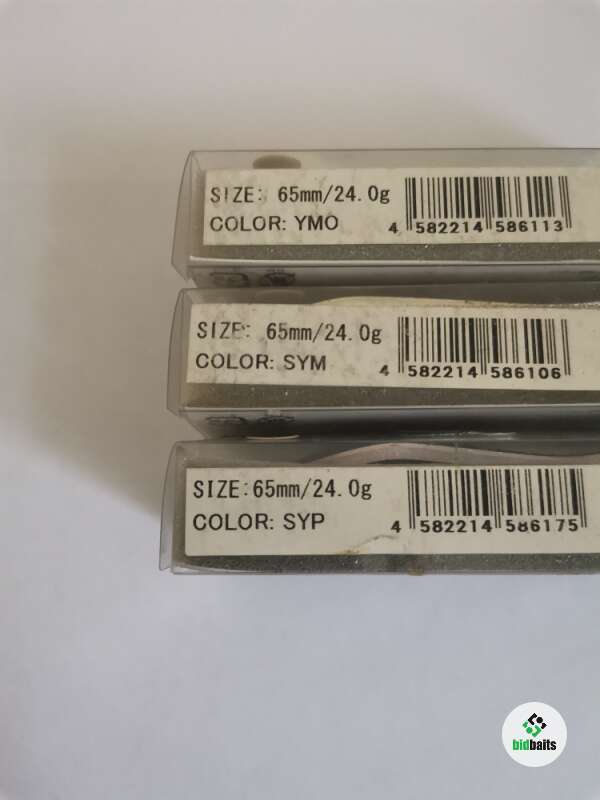 SIZE: 65mm/24.0g
COLOR: YMO
4 582214 586113
SIZE: 65mm/24.0g
COLOR: SYM
4 582214 586106
SIZE:65mm/24.0g
COLOR: SYP
4 582214 586175
bidbaits